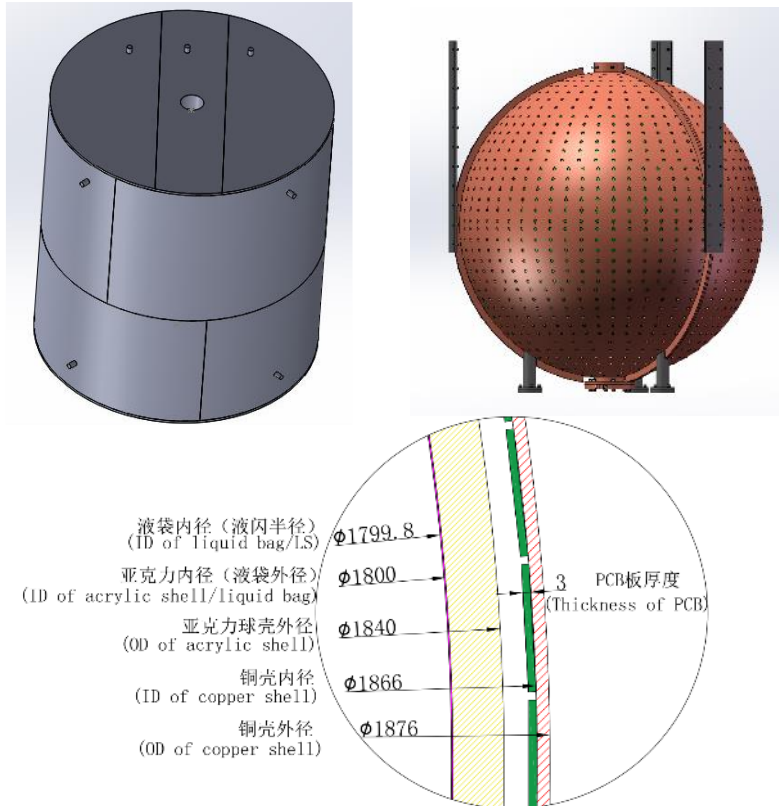 液袋内径（液闪半径）
(ID of liquid bag/LS)
ϕ1799.8
亚克力内径（液袋外径）
(ID of acrylic shell/liquid bag)
ϕ1800
3 PCB板厚度
(Thickness of PCB)
亚克力球壳外径
(OD of acrylic shell)
ϕ1840
铜壳内径
(ID of copper shell)
ϕ1866
铜壳外径
(OD of copper shell)
ϕ1876